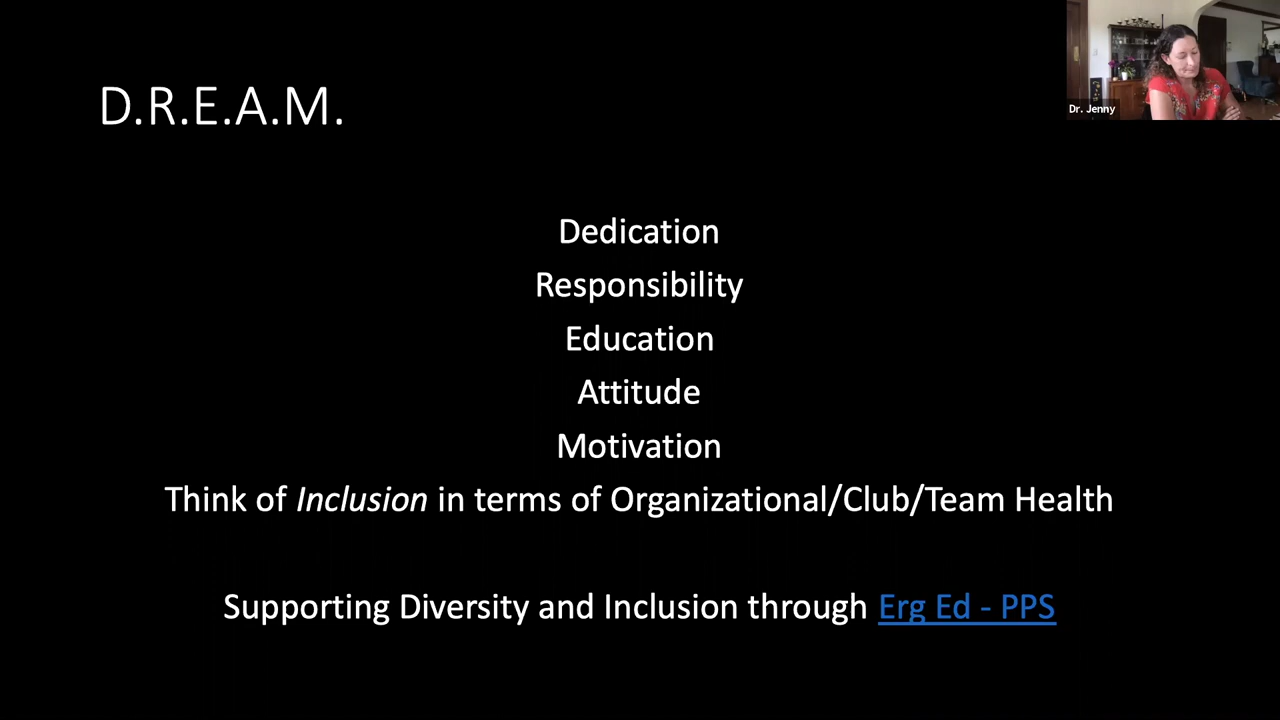 D.R.E.A.M.
Dr. Jenny
Dedication
Responsibility
Education
Attitude
Motivation
Think of Inclusion in terms of Organizational/Club/Team Health
Supporting Diversity and Inclusion through Erg Ed - PPS